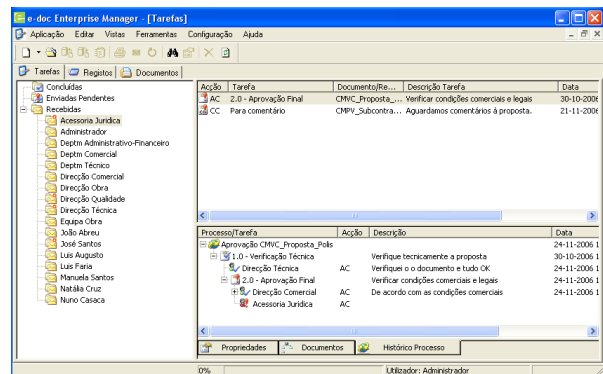 e-doc Enterprise Manager - [Tarefas]
Aplicação Editar Vistas Ferramentas Configuração Ajuda
Tarefas Registos Documentos
Concluídas
Enviadas Pendentes
Recebidas
Acessoria Juridica
Administrador
Deptm Administrativo-Financeiro
Deptm Comercial
Deptm Técnico
Direcção Comercial
Direcção Obra
Direcção Qualidade
Direcção Técnica
Equipa Obra
João Abreu
José Santos
Luis Augusto
Luis Faria
Manuela Santos
Natália Cruz
Nuno Casaca
Acção Tarefa Documento/Re... Descrição Tarefa Data
AC 2.0 - Aprovação Final CMVC_Proposta_... Verificar condições comerciais e legais 30-10-2006
CC Para comentário CMPV_Subcontra... Aguardamos comentários á proposta. 21-11-2006
Processo/Tarefa Acção Descrição Data
Aprovação CMVC_Proposta_Polis 24-11-2006 1
1.0 - Verificação Técnica Verifique tecnicamente a proposta 30-10-2006 1
Direcção Técnica AC Verifiquei o o documento e tudo OK 24-11-2006 1
2.0 - Aprovação Final Verificar condições comerciais e legais 24-11-2006 1
Direcção Comercial AC De acordo com as condições comerciais 24-11-2006 1
Acessoria Juridica AC
Propriedades Documentos Histórico Processo
0% Utilizador: Administrador